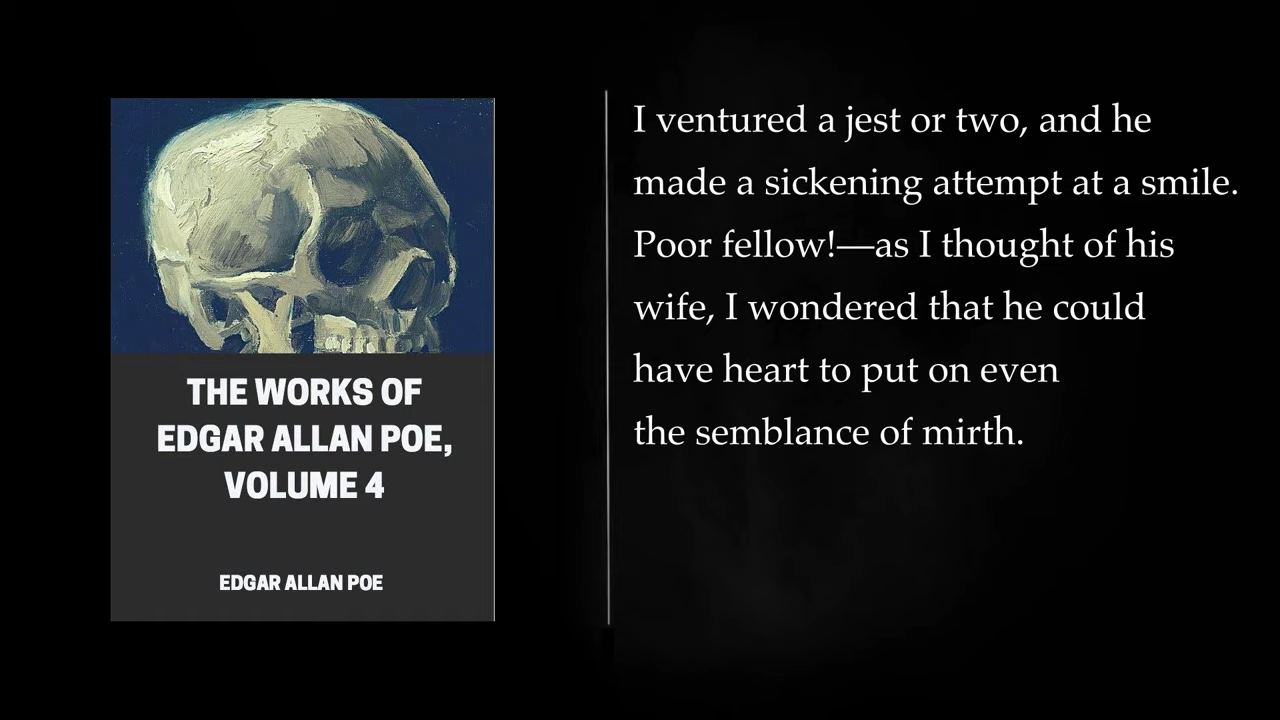 THE WORKS OF
EDGAR ALLAN POE,
VOLUME 4
EDGAR ALLAN POE
I ventured a jest or two, and he
made a sickening attempt at a smile.
Poor fellow!—as I thought of his
wife, I wondered that he could
have heart to put on even
the semblance of mirth.